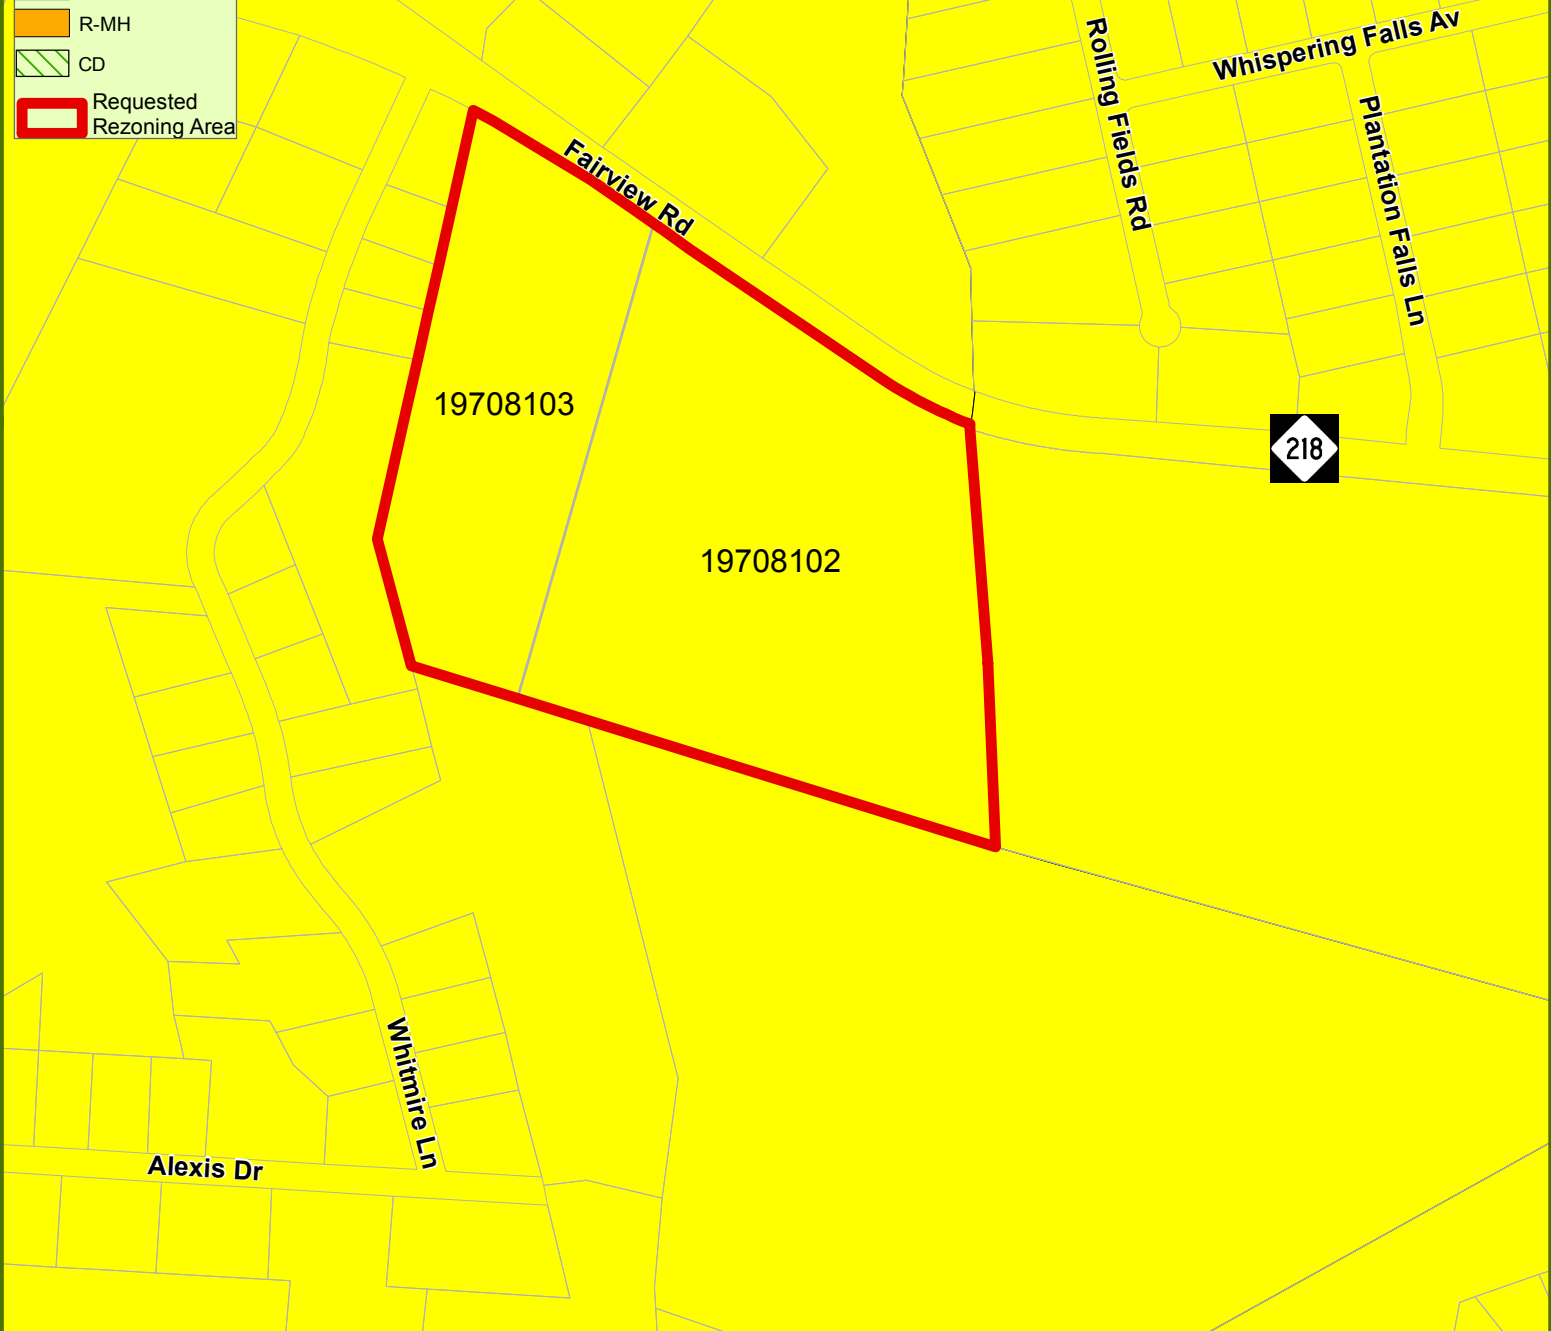 R-MH
CD
Requested
Rezoning Area
Whispering Falls Av
Rolling Fields Rd
Plantation Falls Ln
Fairview Rd
19708103
218
19708102
Whitmire Ln
Alexis Dr